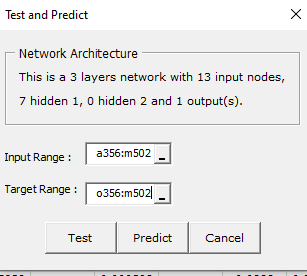 Test and Predict
Network Architecture
This is a 3 layers network with 13 input nodes,
7 hidden 1, 0 hidden 2 and 1 output(s).
Input Range : a356:m502
Target Range : o356:m502
Test Predict Cancel